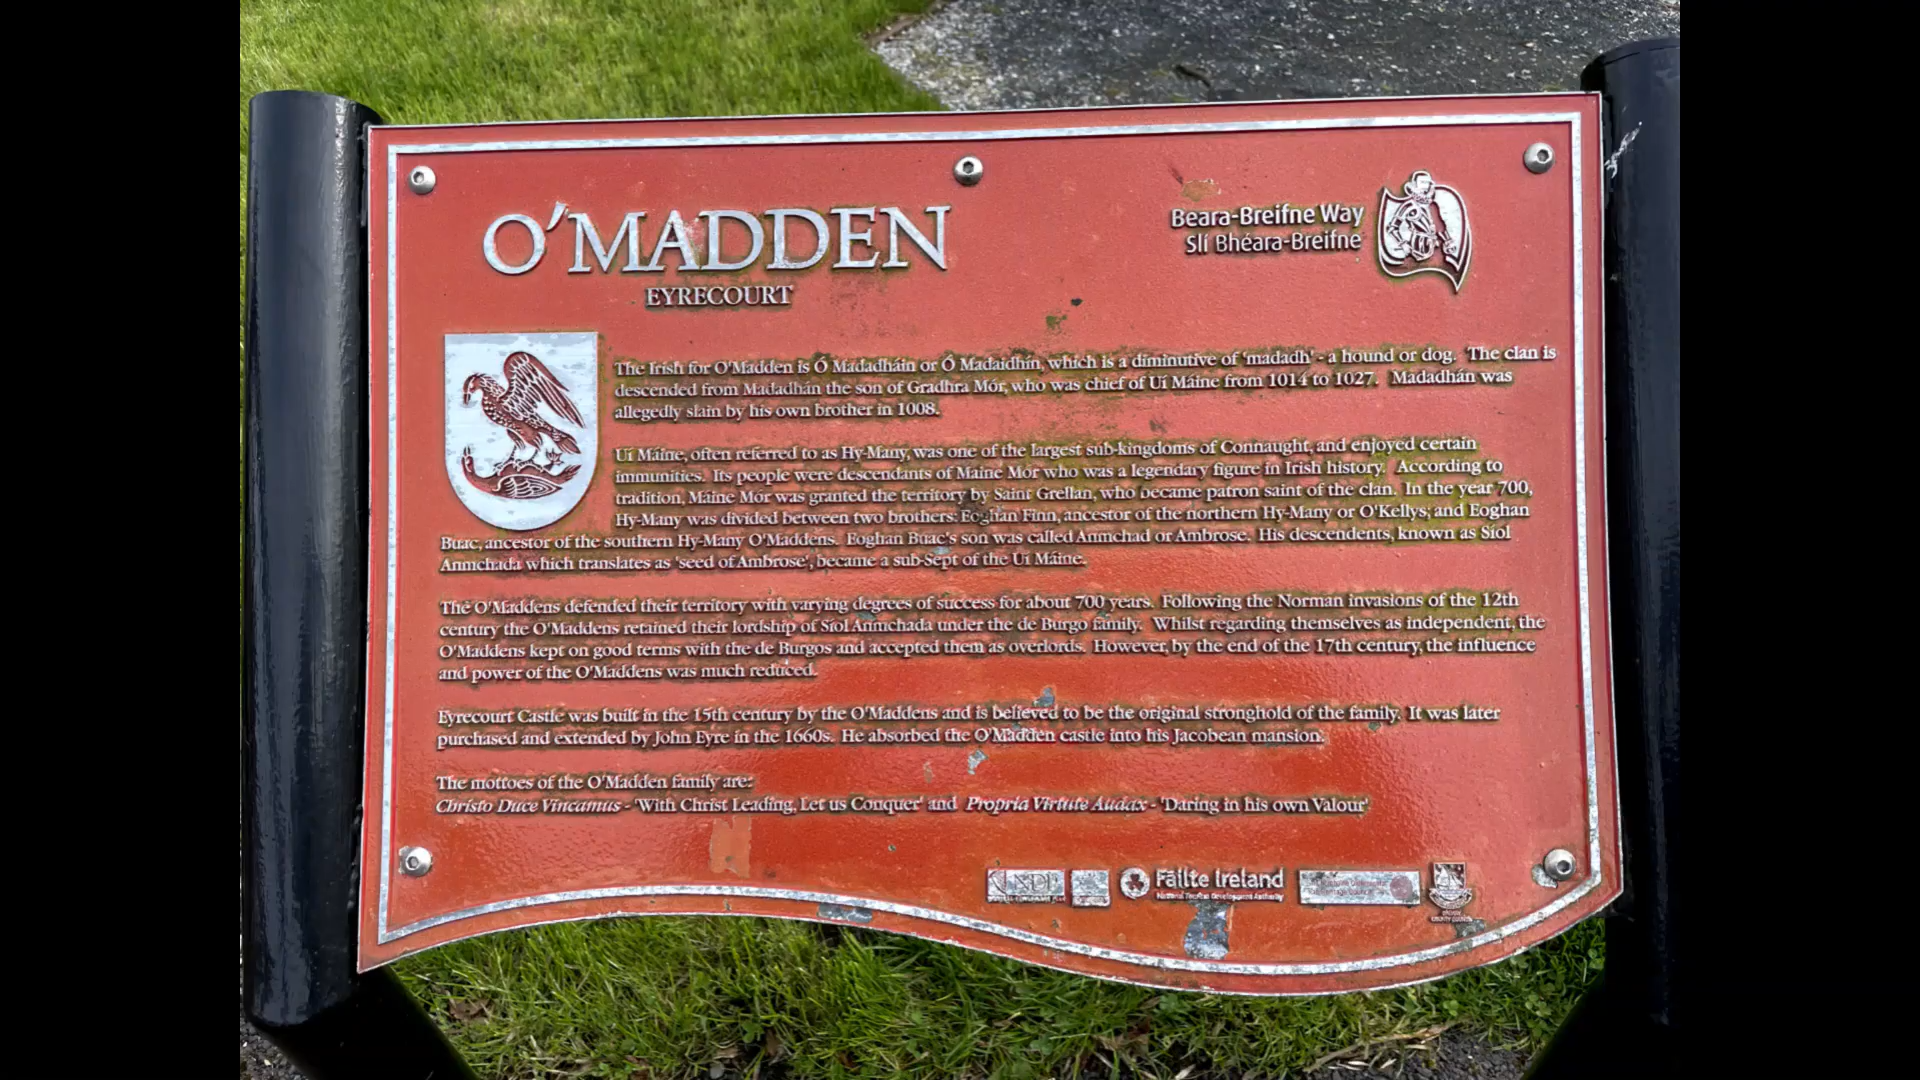 O'MADDEN
EYRECOURT
Beara-Breifne Way
Slí Bhéara-Breifne
The Irish for O'Madden is Ó Madadháin or Ó Madaidhín, which is a diminutive of 'madadh' - a hound or dog. The clan is
descended from Madadhán the son of Gradhra Mór, who was chief of Uí Máine from 1014 to 1027. Madadhán was
allegedly slain by his own brother in 1008.
Uí Máine, often referred to as Hy-Many, was one of the largest sub-kingdoms of Connaught, and enjoyed certain
immunities. Its people were descendants of Maine Mór who was a legendary figure in Irish history. According to
tradition, Máine Mór was granted the territory by Saint Grellan, who became patron saint of the clan. In the year 700,
Hy-Many was divided between two brothers: Eoghan Finn, ancestor of the northern Hy-Many or O'Kellys; and Eoghan
Buac, ancestor of the southern Hy-Many O'Maddens. Eoghan Buac's son was called Anmchad or Ambrose. His descendents, known as Síol
Anmchada which translates as 'seed of Ambrose', became a sub-Sept of the Uí Máine.
The O'Maddens defended their territory with varying degrees of success for about 700 years. Following the Norman invasions of the 12th
century the O'Maddens retained their lordship of Síol Anmchada under the de Burgo family. Whilst regarding themselves as independent, the
O'Maddens kept on good terms with the de Burgos and accepted them as overlords. However, by the end of the 17th century, the influence
and power of the O'Maddens was much reduced.
Eyrecourt Castle was built in the 15th century by the O'Maddens and is believed to be the original stronghold of the family. It was later
purchased and extended by John Eyre in the 1660s. He absorbed the O'Madden castle into his Jacobean mansion.
The mottoes of the O'Madden family are:
Christo Duce Vincamus - 'With Christ Leading, Let us Conquer' and Propria Virtute Audax - 'Daring in his own Valour'
NDP
Fáilte Ireland
National Tourism Development Authority
GALWAY
COUNTY COUNCIL